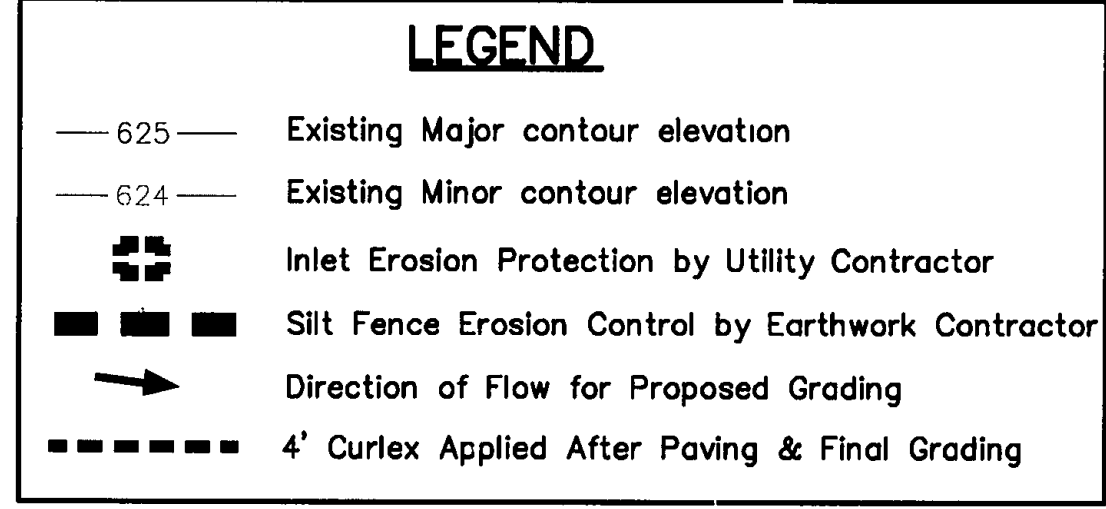 LEGEND
625 Existing Major contour elevation
624 Existing Minor contour elevation
Inlet Erosion Protection by Utility Contractor
Silt Fence Erosion Control by Earthwork Contractor
Direction of Flow for Proposed Grading
4' Curlex Applied After Paving & Final Grading